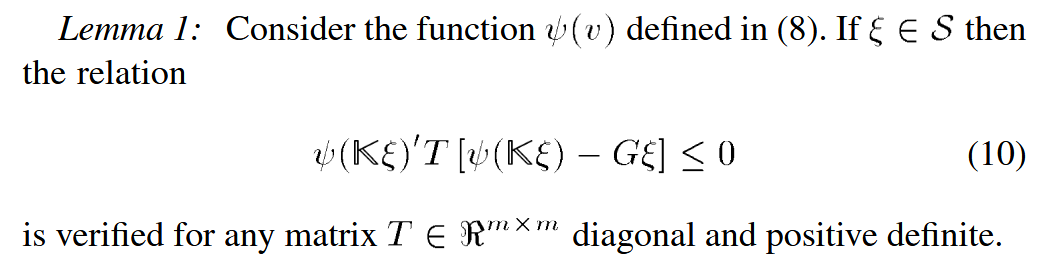 Lemma 1: Consider the function ψ(v) defined in (8). If ξ ∈ 𝒮 then
the relation
ψ(𝕂ξ)′T [ψ(𝕂ξ) − Gξ] ≤ 0 (10)
is verified for any matrix T ∈ ℜ^{m×m} diagonal and positive definite.